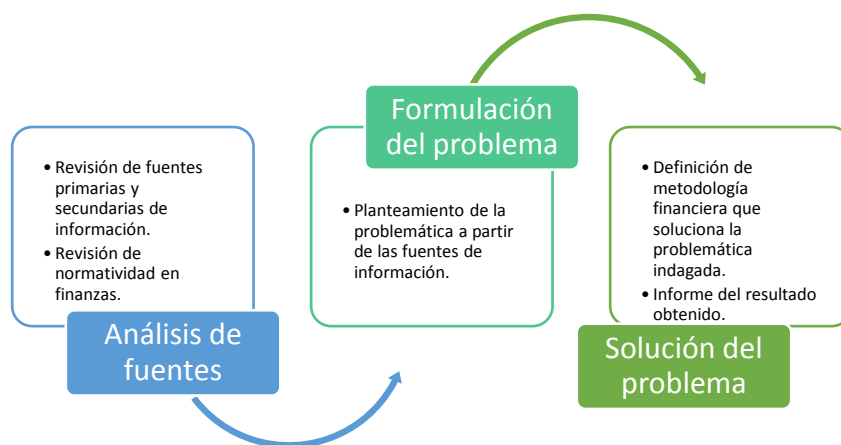 • Revisión de fuentes
primarias y
secundarias de
información.
• Revisión de
normatividad en
finanzas.
Análisis de
fuentes
Formulación
del problema
• Planteamiento de la
problemática a partir
de las fuentes de
información.
• Definición de
metodología
financiera que
soluciona la
problemática
indagada.
• Informe del resultado
obtenido.
Solución del
problema